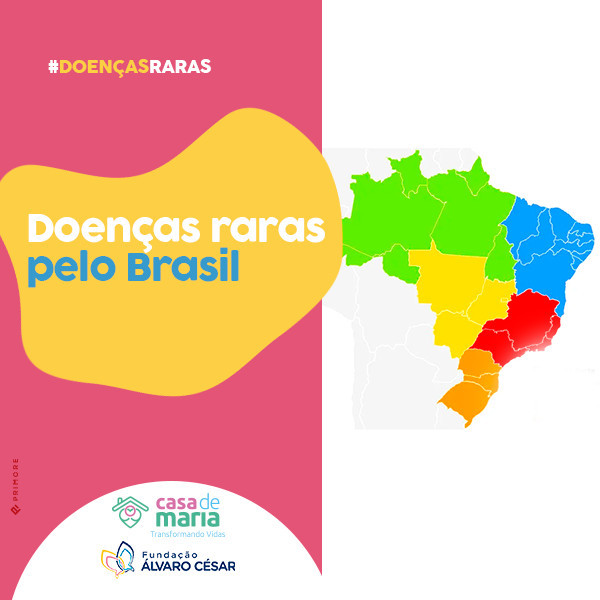 #DOENÇASRARAS
Doenças raras
pelo Brasil
PRIMORE
casa de
maria
Transformando Vidas
Fundação
ÁLVARO CÉSAR